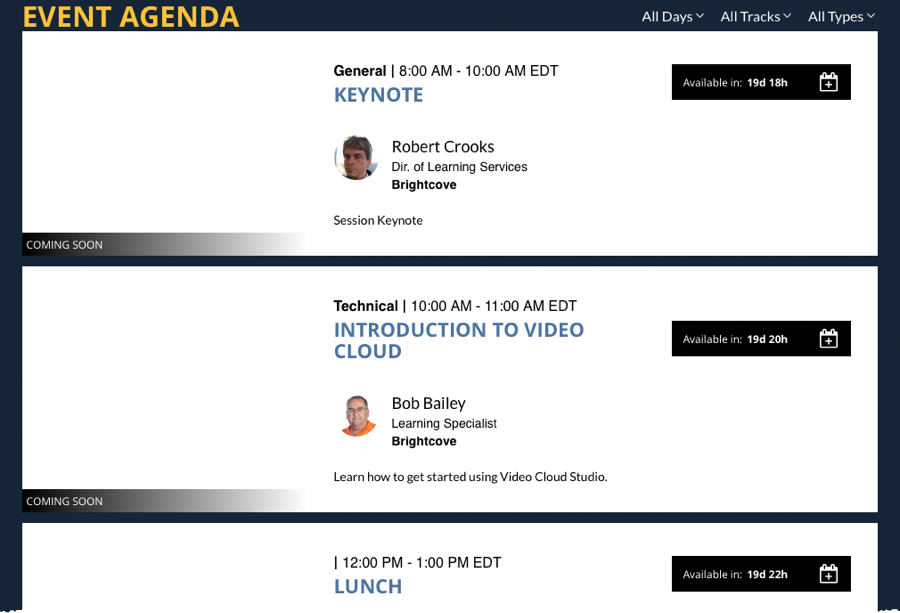 EVENT AGENDA
All Days All Tracks All Types
General | 8:00 AM - 10:00 AM EDT
KEYNOTE
Available in: 19d 18h
Robert Crooks
Dir. of Learning Services
Brightcove
Session Keynote
COMING SOON
Technical | 10:00 AM - 11:00 AM EDT
INTRODUCTION TO VIDEO
CLOUD
Available in: 19d 20h
Bob Bailey
Learning Specialist
Brightcove
Learn how to get started using Video Cloud Studio.
COMING SOON
| 12:00 PM - 1:00 PM EDT
LUNCH
Available in: 19d 22h